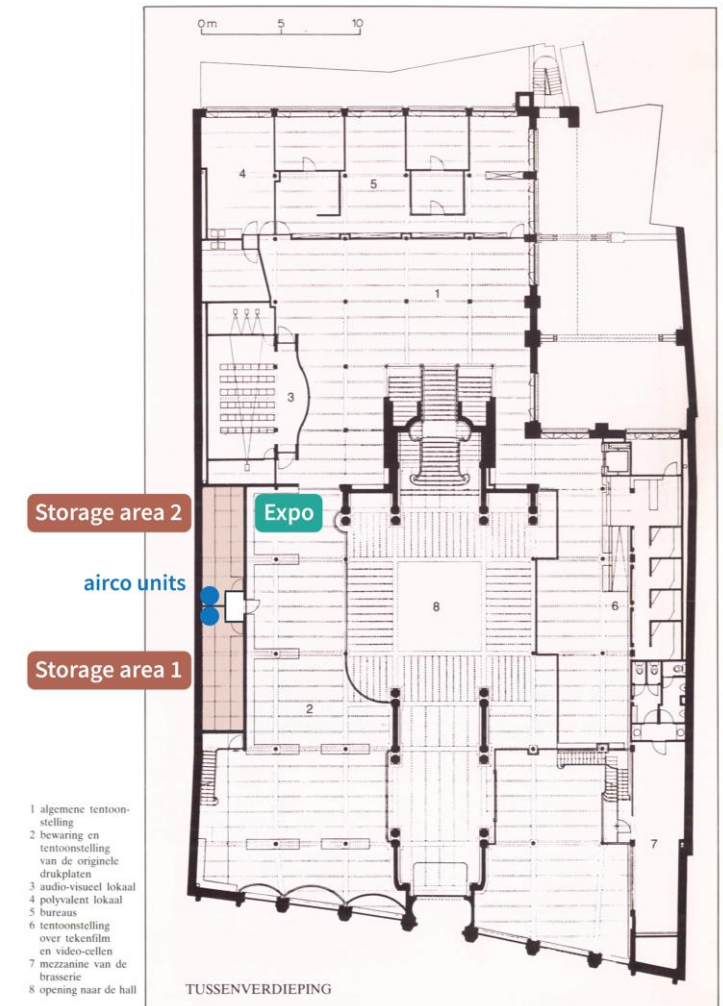 0 m 5 10
4
5
1
3
Storage area 2
Expo
airco units
8
6
Storage area 1
2
7
1 algemene tentoon-
stelling
2 bewaring en
tentoonstelling
van de originele
drukplaten
3 audio-visueel lokaal
4 polyvalent lokaal
5 bureaus
6 tentoonstelling
over tekenfilm
en video-cellen
7 mezzanine van de
brasserie
8 opening naar de hall
TUSSENVERDIEPING